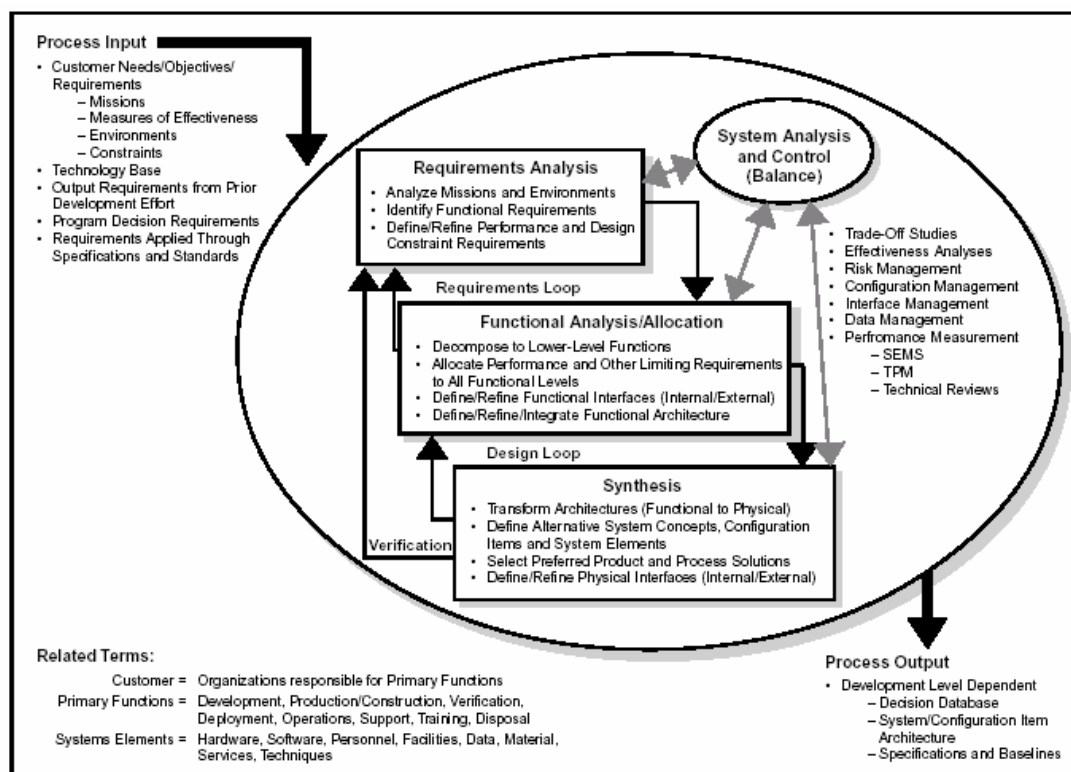 Process Input
• Customer Needs/Objectives/
Requirements
– Missions
– Measures of Effectiveness
– Environments
– Constraints
• Technology Base
• Output Requirements from Prior
Development Effort
• Program Decision Requirements
• Requirements Applied Through
Specifications and Standards
System Analysis
and Control
(Balance)
Requirements Analysis
• Analyze Missions and Environments
• Identify Functional Requirements
• Define/Refine Performance and Design
Constraint Requirements
• Trade-Off Studies
• Effectiveness Analyses
• Risk Management
• Configuration Management
• Interface Management
• Data Management
• Perfromance Measurement
– SEMS
– TPM
– Technical Reviews
Requirements Loop
Functional Analysis/Allocation
• Decompose to Lower-Level Functions
• Allocate Performance and Other Limiting Requirements
to All Functional Levels
• Define/Refine Functional Interfaces (Internal/External)
• Define/Refine/Integrate Functional Architecture
Design Loop
Synthesis
• Transform Architectures (Functional to Physical)
• Define Alternative System Concepts, Configuration
Items and System Elements
• Select Preferred Product and Process Solutions
• Define/Refine Physical Interfaces (Internal/External)
Verification
Related Terms:
Customer = Organizations responsible for Primary Functions
Primary Functions = Development, Production/Construction, Verification,
Deployment, Operations, Support, Training, Disposal
Systems Elements = Hardware, Software, Personnel, Facilities, Data, Material,
Services, Techniques
Process Output
• Development Level Dependent
– Decision Database
– System/Configuration Item
Architecture
– Specifications and Baselines